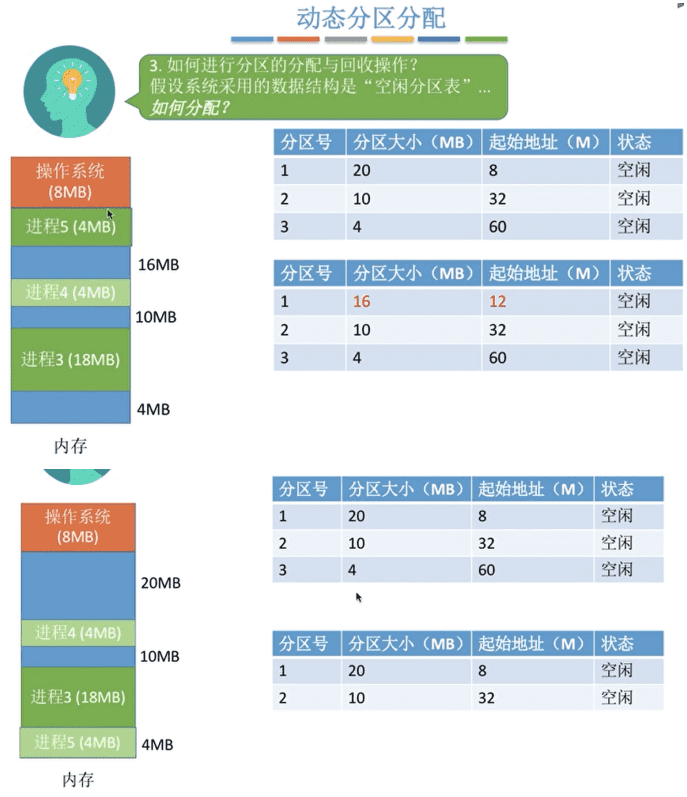 动态分区分配
3. 如何进行分区的分配与回收操作？
假设系统采用的数据结构是“空闲分区表”...
如何分配？
操作系统
(8MB)
进程5 (4MB)
16MB
进程4 (4MB)
10MB
进程3 (18MB)
4MB
内存
分区号 分区大小（MB） 起始地址（M） 状态
1 20 8 空闲
2 10 32 空闲
3 4 60 空闲
分区号 分区大小（MB） 起始地址（M） 状态
1 16 12 空闲
2 10 32 空闲
3 4 60 空闲
操作系统
(8MB)
20MB
进程4 (4MB)
10MB
进程3 (18MB)
进程5 (4MB) 4MB
内存
分区号 分区大小（MB） 起始地址（M） 状态
1 20 8 空闲
2 10 32 空闲
3 4 60 空闲
分区号 分区大小（MB） 起始地址（M） 状态
1 20 8 空闲
2 10 32 空闲